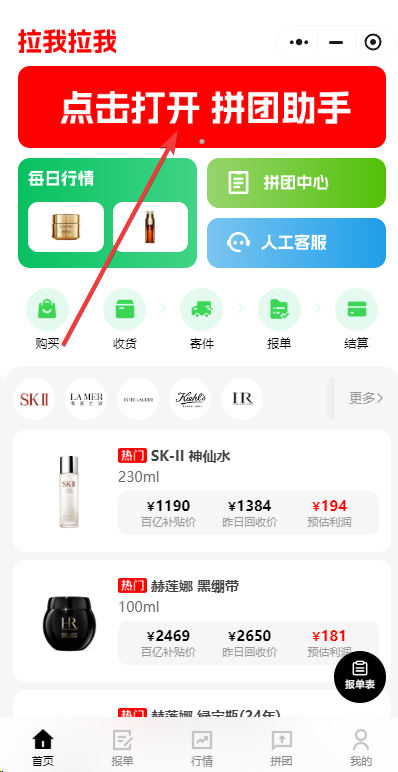 拉我拉我
点击打开 拼团助手
每日行情
拼团中心
人工客服
购买
收货
寄件
报单
结算
SK-II
LA MER
ESTĒE LAUDER
Kiehl's
HR
更多
热门 SK-II 神仙水
230ml
¥1190 ¥1384 ¥194
百亿补贴价 昨日回收价 预估利润
热门 赫莲娜 黑绷带
100ml
¥2469 ¥2650 ¥181
百亿补贴价 昨日回收价 预估利润
HR
报单表
热门 赫莲娜 绿宝瓶(24年)
首页
报单
行情
拼团
我的